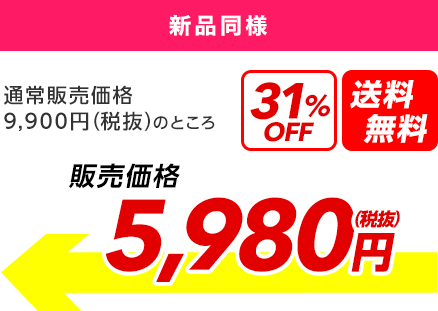 新品同様
通常販売価格
9,900円(税抜)のところ
31%
OFF
送料
無料
販売価格
5,980円(税抜)